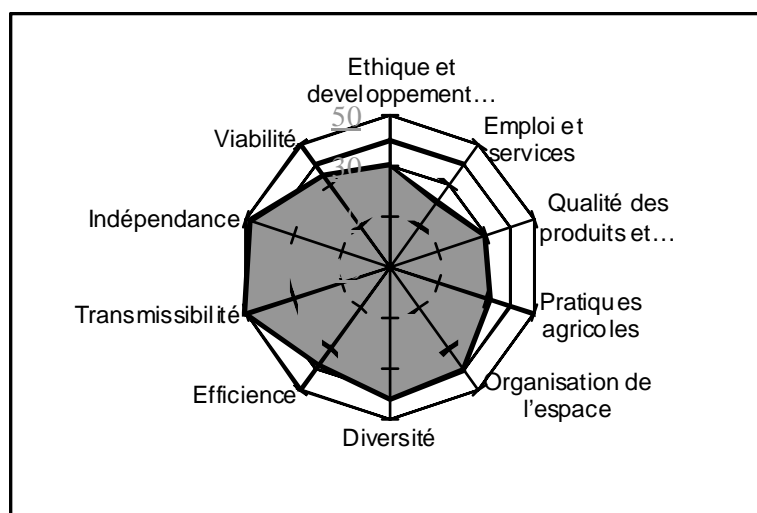 Ethique et
developpement…
50
Emploi et
services
Viabilité
30
Qualité des
produits et…
Indépendance
Pratiques
agricoles
Transmissibilité
Organisation de
l'espace
Efficience
Diversité